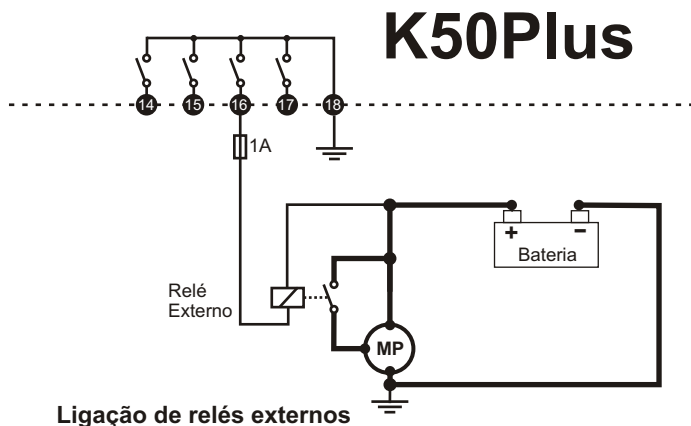 K50Plus
14 15 16 17 18
1A
+ -
Bateria
Relé
Externo
MP
Ligação de relés externos